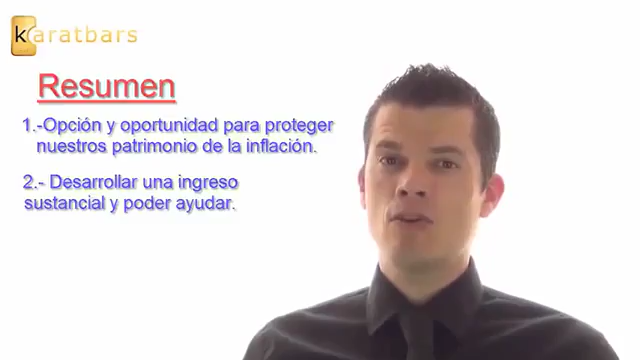 karatbars
Resumen
1.-Opción y oportunidad para proteger
nuestros patrimonio de la inflación.
2.- Desarrollar una ingreso
sustancial y poder ayudar.